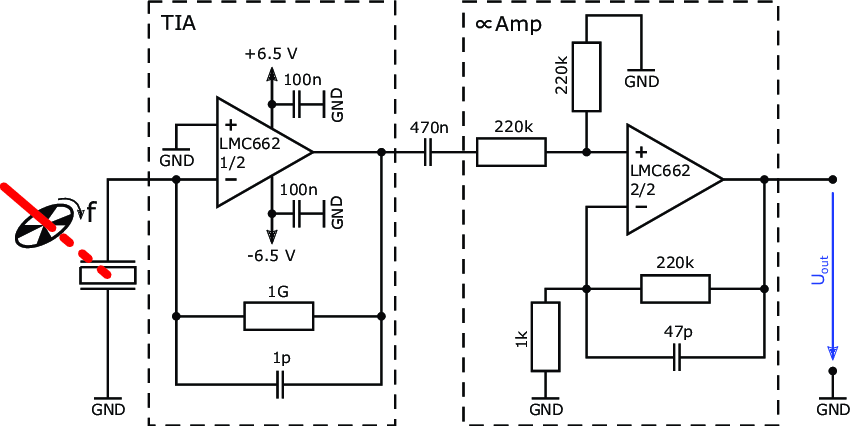 TIA
∝Amp
+6.5 V
100n
GND
220k
GND
+
LMC662
1/2
−
GND
470n
220k
+
LMC662
2/2
−
f
100n
GND
-6.5 V
1G
220k
U_out
1p
1k
47p
GND
GND
GND